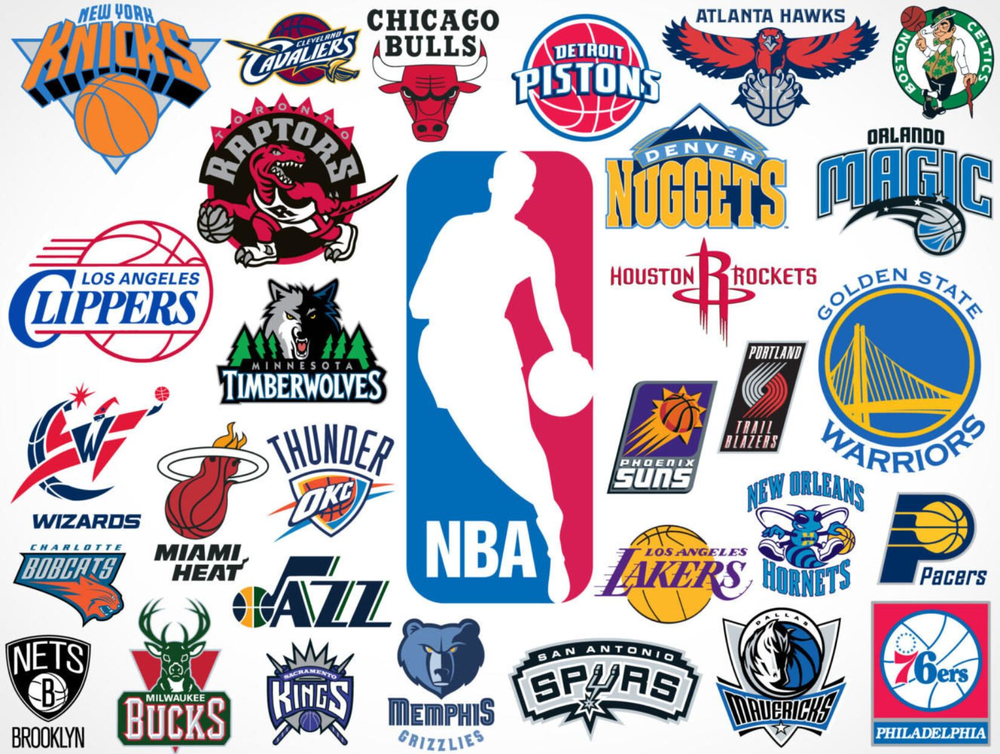 NEW YORK
KNICKS
CLEVELAND
CAVALIERS
CHICAGO
BULLS
DETROIT
PISTONS
ATLANTA HAWKS
BOSTON
CELTICS
TORONTO
RAPTORS
DENVER
NUGGETS
ORLANDO
MAGIC
LOS ANGELES
CLIPPERS
MINNESOTA
TIMBERWOLVES
HOUSTON R ROCKETS
GOLDEN STATE
WARRIORS
PORTLAND
TRAIL
BLAZERS
PHOENIX
SUNS
W
WIZARDS
MIAMI
HEAT
THUNDER
OKC
NBA
LOS ANGELES
LAKERS
NEW ORLEANS
HORNETS
Pacers
CHARLOTTE
BOBCATS
JAZZ
NETS
B
BROOKLYN
MILWAUKEE
BUCKS
SACRAMENTO
KINGS
MEMPHIS
GRIZZLIES
SAN ANTONIO
SPURS
DALLAS
MAVERICKS
76ers
PHILADELPHIA